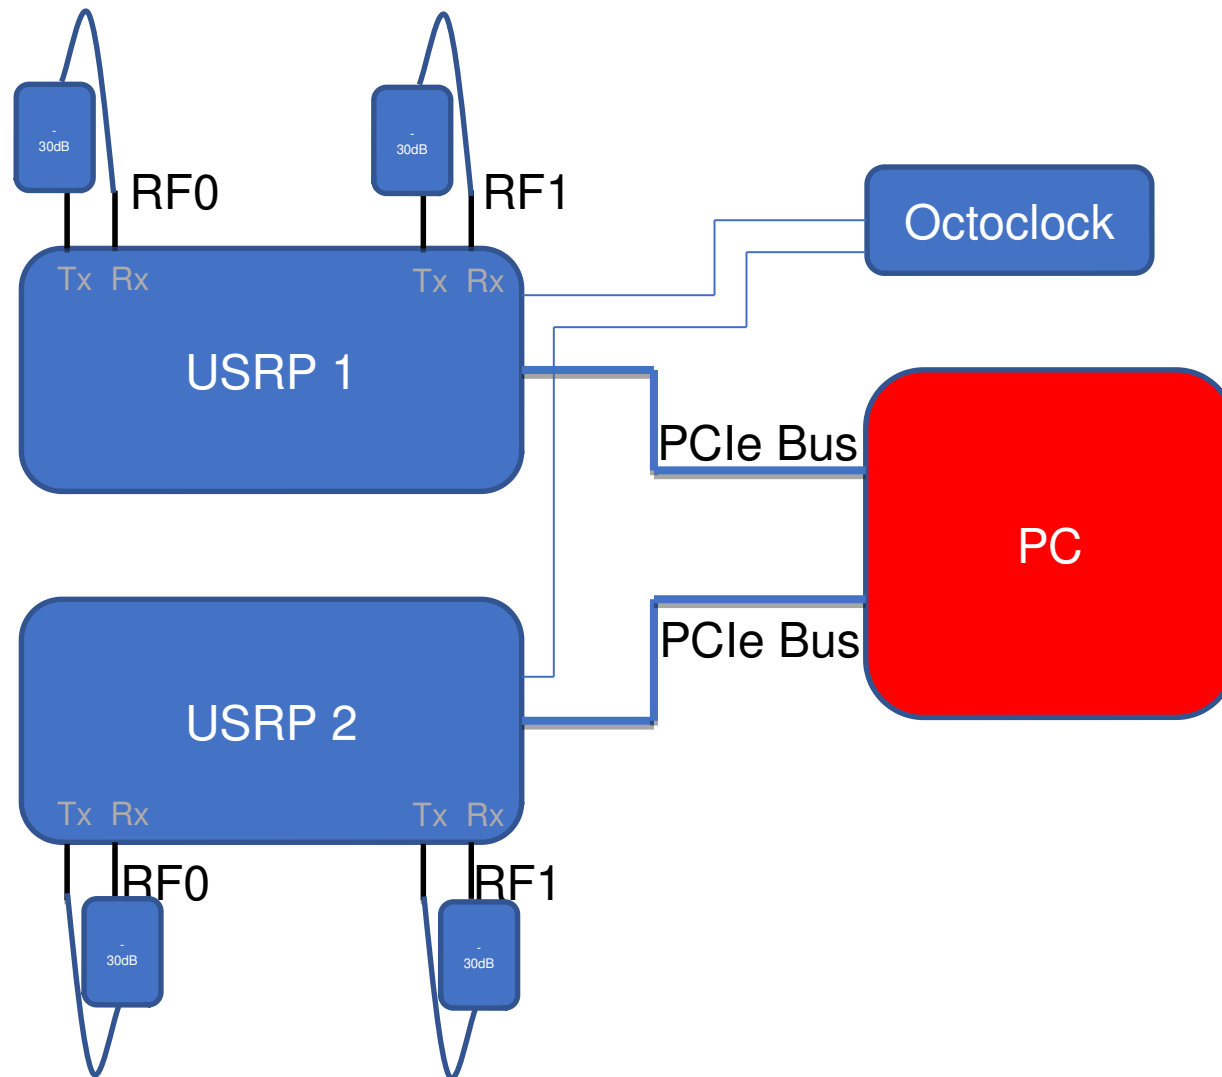 -
30dB
-
30dB
RF0
RF1
Tx Rx
Tx Rx
Octoclock
USRP 1
PCIe Bus
PC
PCIe Bus
USRP 2
Tx Rx
Tx Rx
RF0
RF1
-
30dB
-
30dB